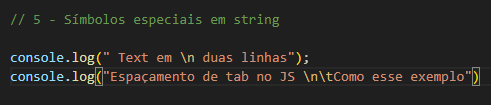 // 5 - Símbolos especiais em string
console.log(" Text em \n duas linhas");
console.log("Espaçamento de tab no JS \n\tComo esse exemplo")